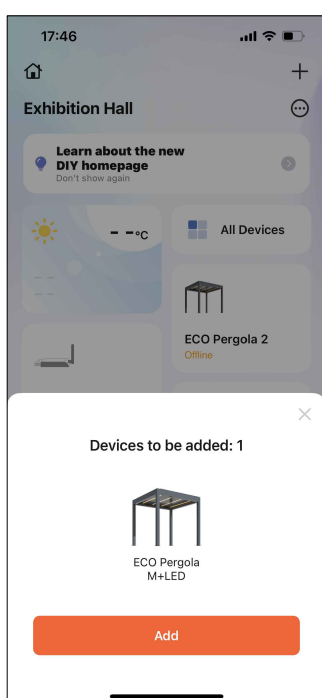 17:46
Exhibition Hall
Learn about the new
DIY homepage
Don't show again
- -°C
All Devices
- -
- -
ECO Pergola 2
Offline
Devices to be added: 1
ECO Pergola
M+LED
Add